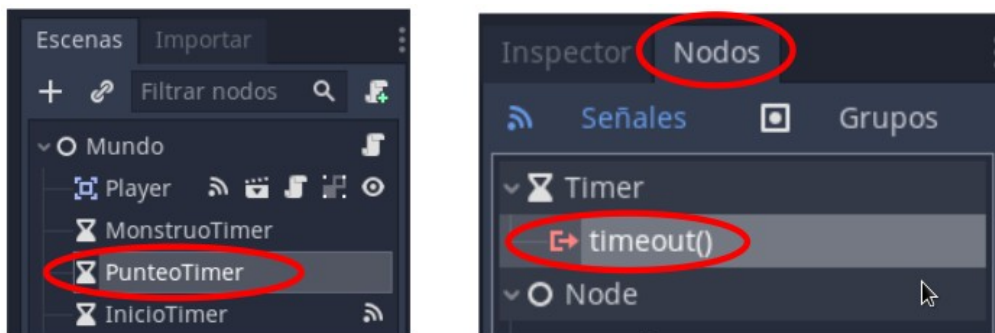 Escenas Importar
Filtrar nodos
Mundo
Player
MonstruoTimer
PunteoTimer
InicioTimer
Inspector Nodos
Señales Grupos
Timer
timeout()
Node